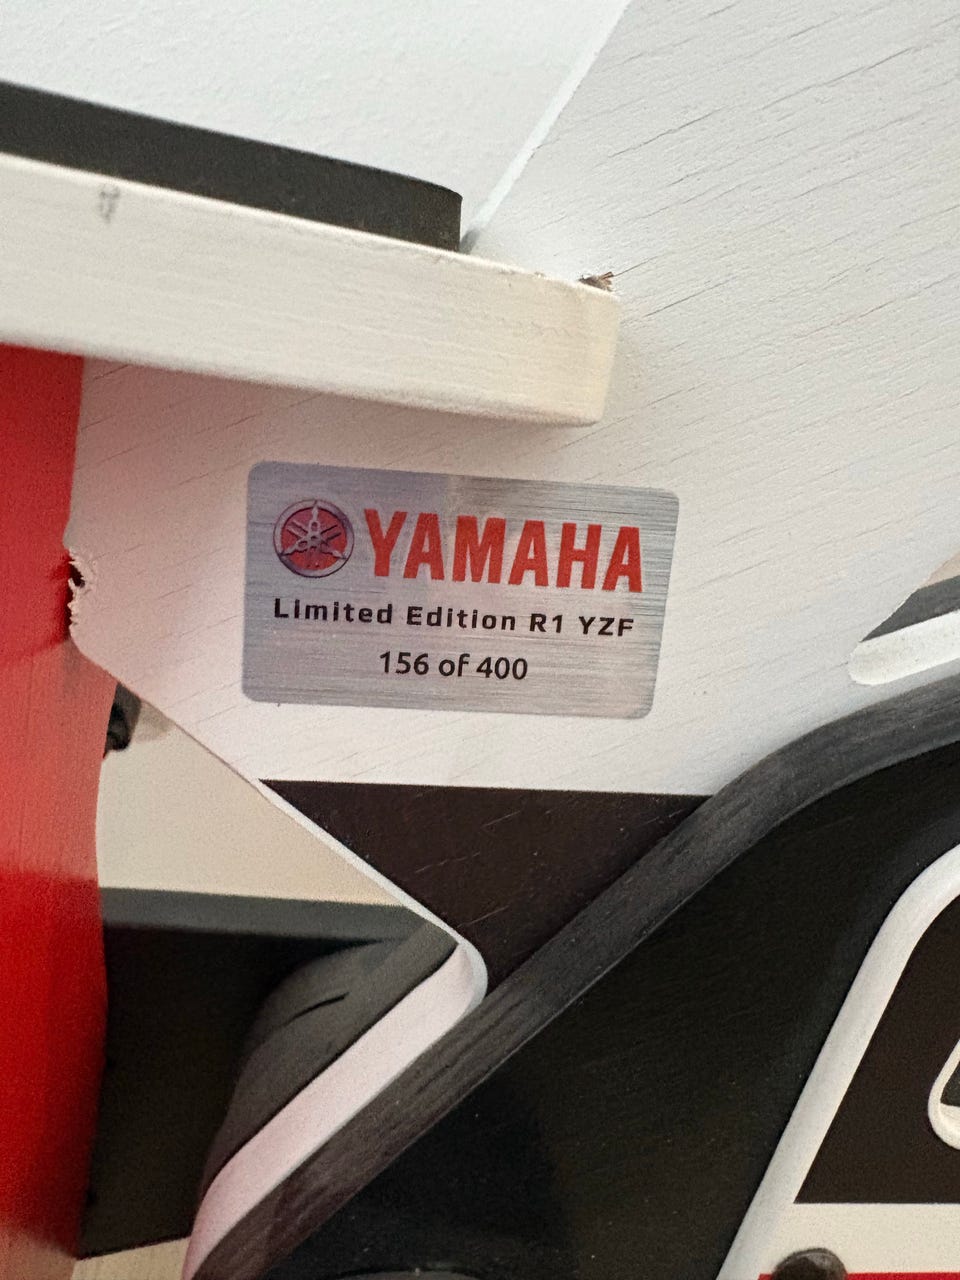 YAMAHA
Limited Edition R1 YZF
156 of 400